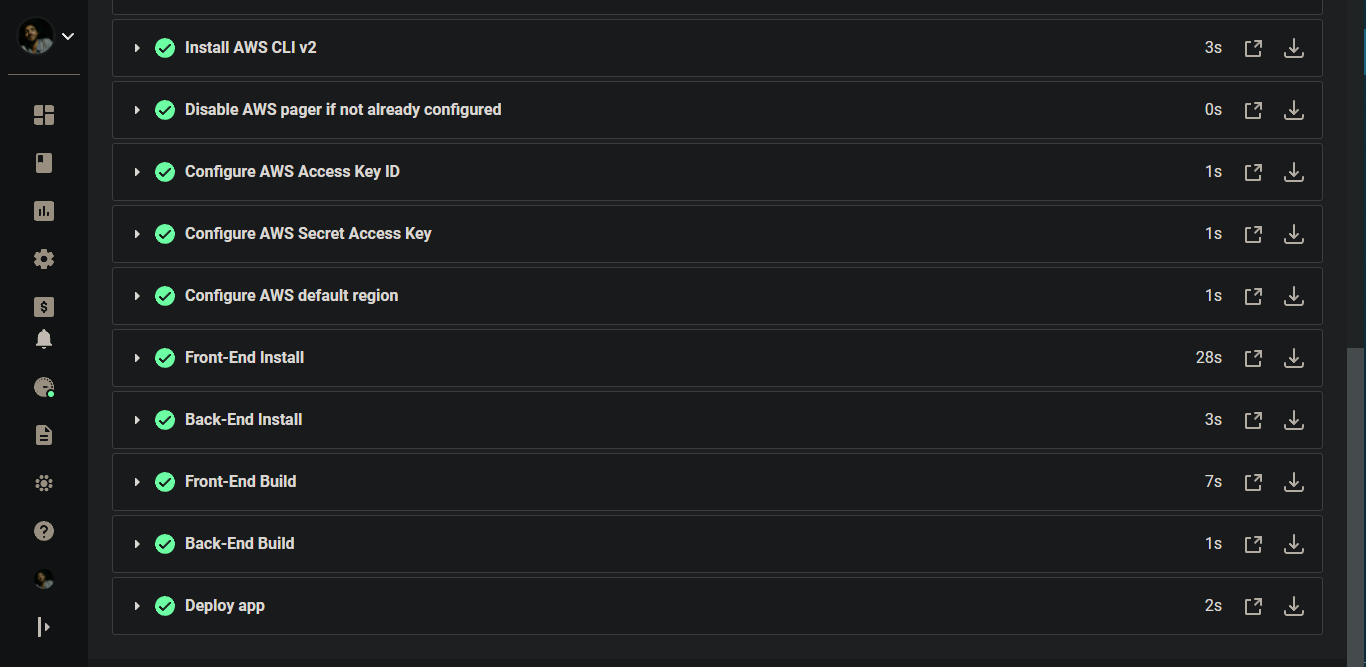 Install AWS CLI v2 3s
Disable AWS pager if not already configured 0s
Configure AWS Access Key ID 1s
Configure AWS Secret Access Key 1s
Configure AWS default region 1s
Front-End Install 28s
Back-End Install 3s
Front-End Build 7s
Back-End Build 1s
Deploy app 2s